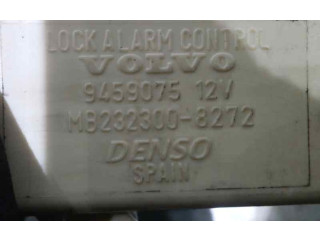 LOCK ALARM CONTROL
VOLVO
9459075 12V
MB232300-8272
DENSO
SPAIN